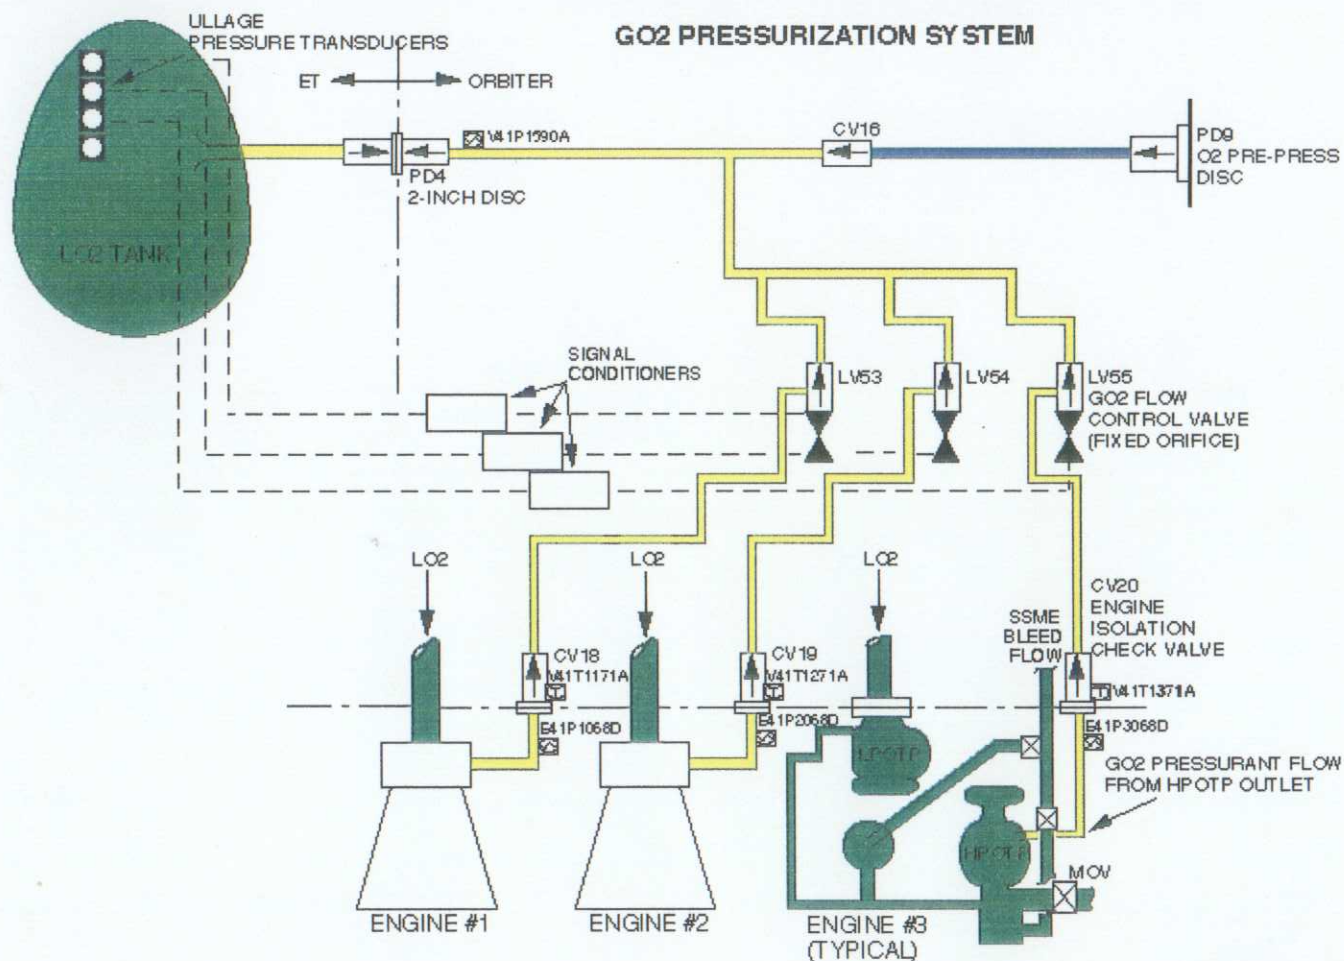 GO2 PRESSURIZATION SYSTEM
ULLAGE
PRESSURE TRANSDUCERS
ET
ORBITER
V41P1590A
CV16
PD9
O2 PRE-PRESS
DISC
PD4
2-INCH DISC
LO2 TANK
SIGNAL
CONDITIONERS
LV53
LV54
LV55
GO2 FLOW
CONTROL VALVE
(FIXED ORIFICE)
LO2
LO2
LO2
CV20
ENGINE
ISOLATION
CHECK VALVE
SSME
BLEED
FLOW
CV18
V41T1171A
T
CV19
V41T1271A
T
T
V41T1371A
E41P1068D
E41P2068D
E41P3068D
LPOTP
GO2 PRESSURANT FLOW
FROM HPOTP OUTLET
HPOTP
MOV
ENGINE #1
ENGINE #2
ENGINE #3
(TYPICAL)